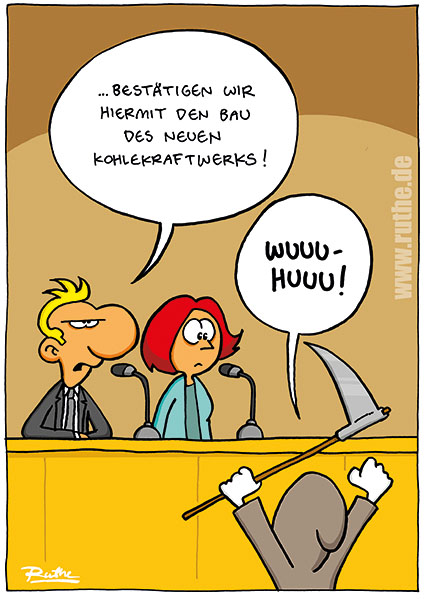 ...BESTÄTIGEN WIR
HIERMIT DEN BAU
DES NEUEN
KOHLEKRAFTWERKS!
WUUU-
HUUU!
www.ruthe.de
Ruthe